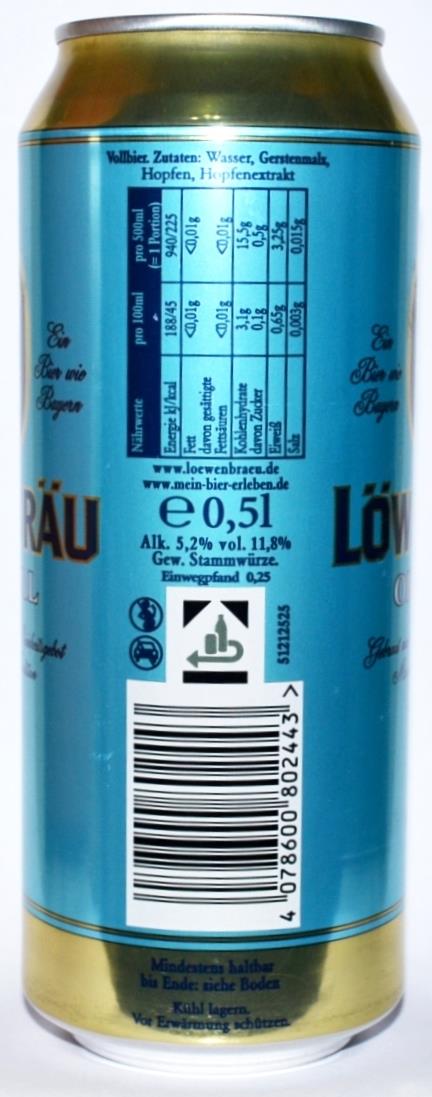 Vollbier. Zutaten: Wasser, Gerstenmalz,
Hopfen, Hopfenextrakt
Nährwerte pro 100ml pro 500ml
(= 1 Portion)
Energie kJ/kcal 188/45 940/225
Fett <0,01g <0,01g
davon gesättigte
Fettsäuren <0,01g <0,01g
Kohlenhydrate 3,1g 15,5g
davon Zucker 0,1g 0,5g
Eiweiß 0,65g 3,25g
Salz 0,003g 0,015g
www.loewenbraeu.de
www.mein-bier-erleben.de
e 0,5l
Alk. 5,2% vol. 11,8%
Gew. Stammwürze.
Einwegpfand 0,25
51212525
4 078600 802443 >
Mindestens haltbar
bis Ende: siehe Boden
Kühl lagern.
Vor Erwärmung schützen.
Ein
Bier wie
Bayern
RÄU
Ein
Bier wie
Bayern
LÖW